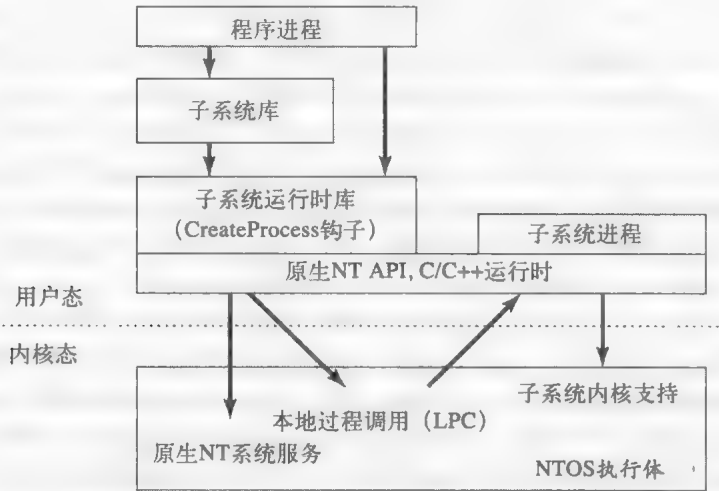 程序进程
子系统库
子系统运行时库
（CreateProcess钩子）
子系统进程
原生NT API, C/C++运行时
用户态
内核态
子系统内核支持
本地过程调用（LPC）
原生NT系统服务
NTOS执行体